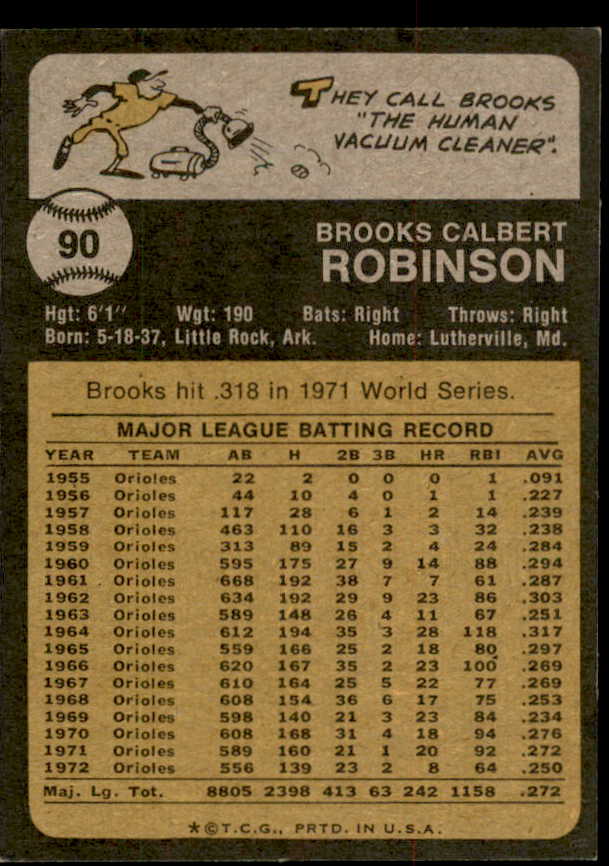 THEY CALL BROOKS
"THE HUMAN
VACUUM CLEANER".
90
BROOKS CALBERT
ROBINSON
Hgt: 6'1" Wgt: 190 Bats: Right Throws: Right
Born: 5-18-37, Little Rock, Ark. Home: Lutherville, Md.
Brooks hit .318 in 1971 World Series.
MAJOR LEAGUE BATTING RECORD
YEAR TEAM AB H 2B 3B HR RBI AVG
1955 Orioles 22 2 0 0 0 1 .091
1956 Orioles 44 10 4 0 1 1 .227
1957 Orioles 117 28 6 1 2 14 .239
1958 Orioles 463 110 16 3 3 32 .238
1959 Orioles 313 89 15 2 4 24 .284
1960 Orioles 595 175 27 9 14 88 .294
1961 Orioles 668 192 38 7 7 61 .287
1962 Orioles 634 192 29 9 23 86 .303
1963 Orioles 589 148 26 4 11 67 .251
1964 Orioles 612 194 35 3 28 118 .317
1965 Orioles 559 166 25 2 18 80 .297
1966 Orioles 620 167 35 2 23 100 .269
1967 Orioles 610 164 25 5 22 77 .269
1968 Orioles 608 154 36 6 17 75 .253
1969 Orioles 598 140 21 3 23 84 .234
1970 Orioles 608 168 31 4 18 94 .276
1971 Orioles 589 160 21 1 20 92 .272
1972 Orioles 556 139 23 2 8 64 .250
Maj. Lg. Tot. 8805 2398 413 63 242 1158 .272
*©T.C.G., PRTD. IN U.S.A.